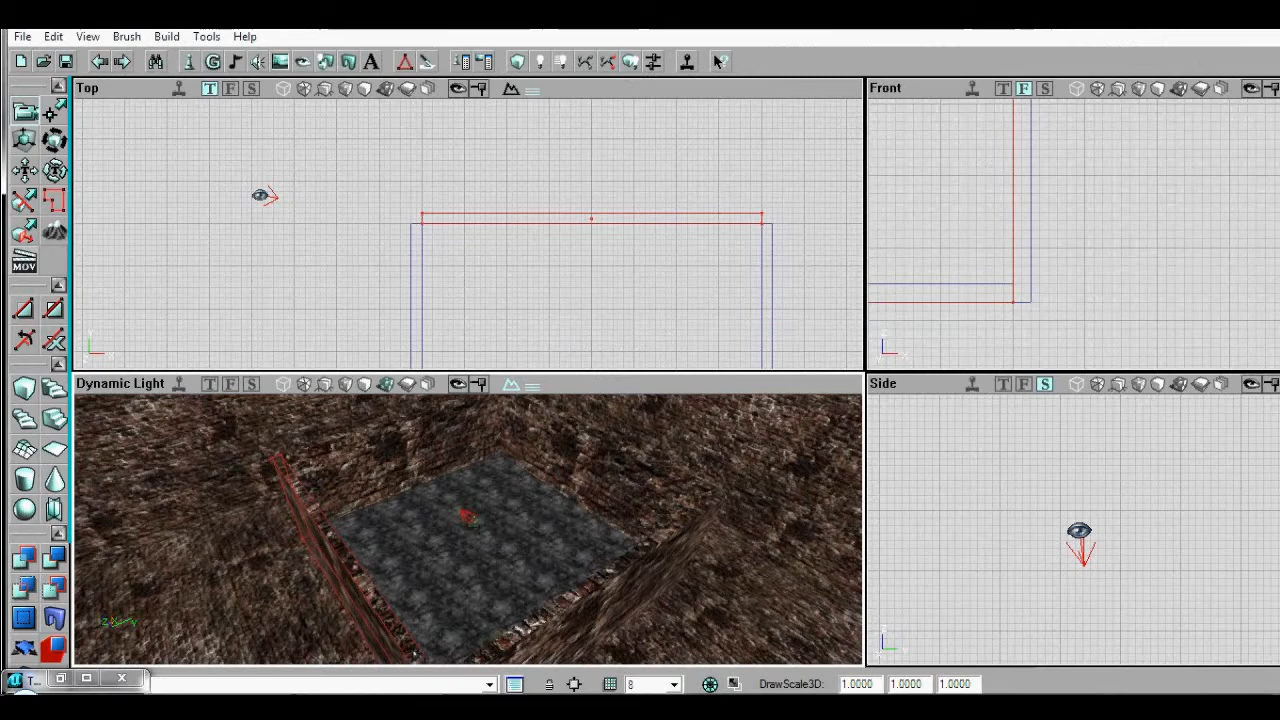 File Edit View Brush Build Tools Help
Top T F S
Front T F S
MOV
Dynamic Light T F S
Side T F S
T...
8 DrawScale3D: 1.0000 1.0000 1.0000